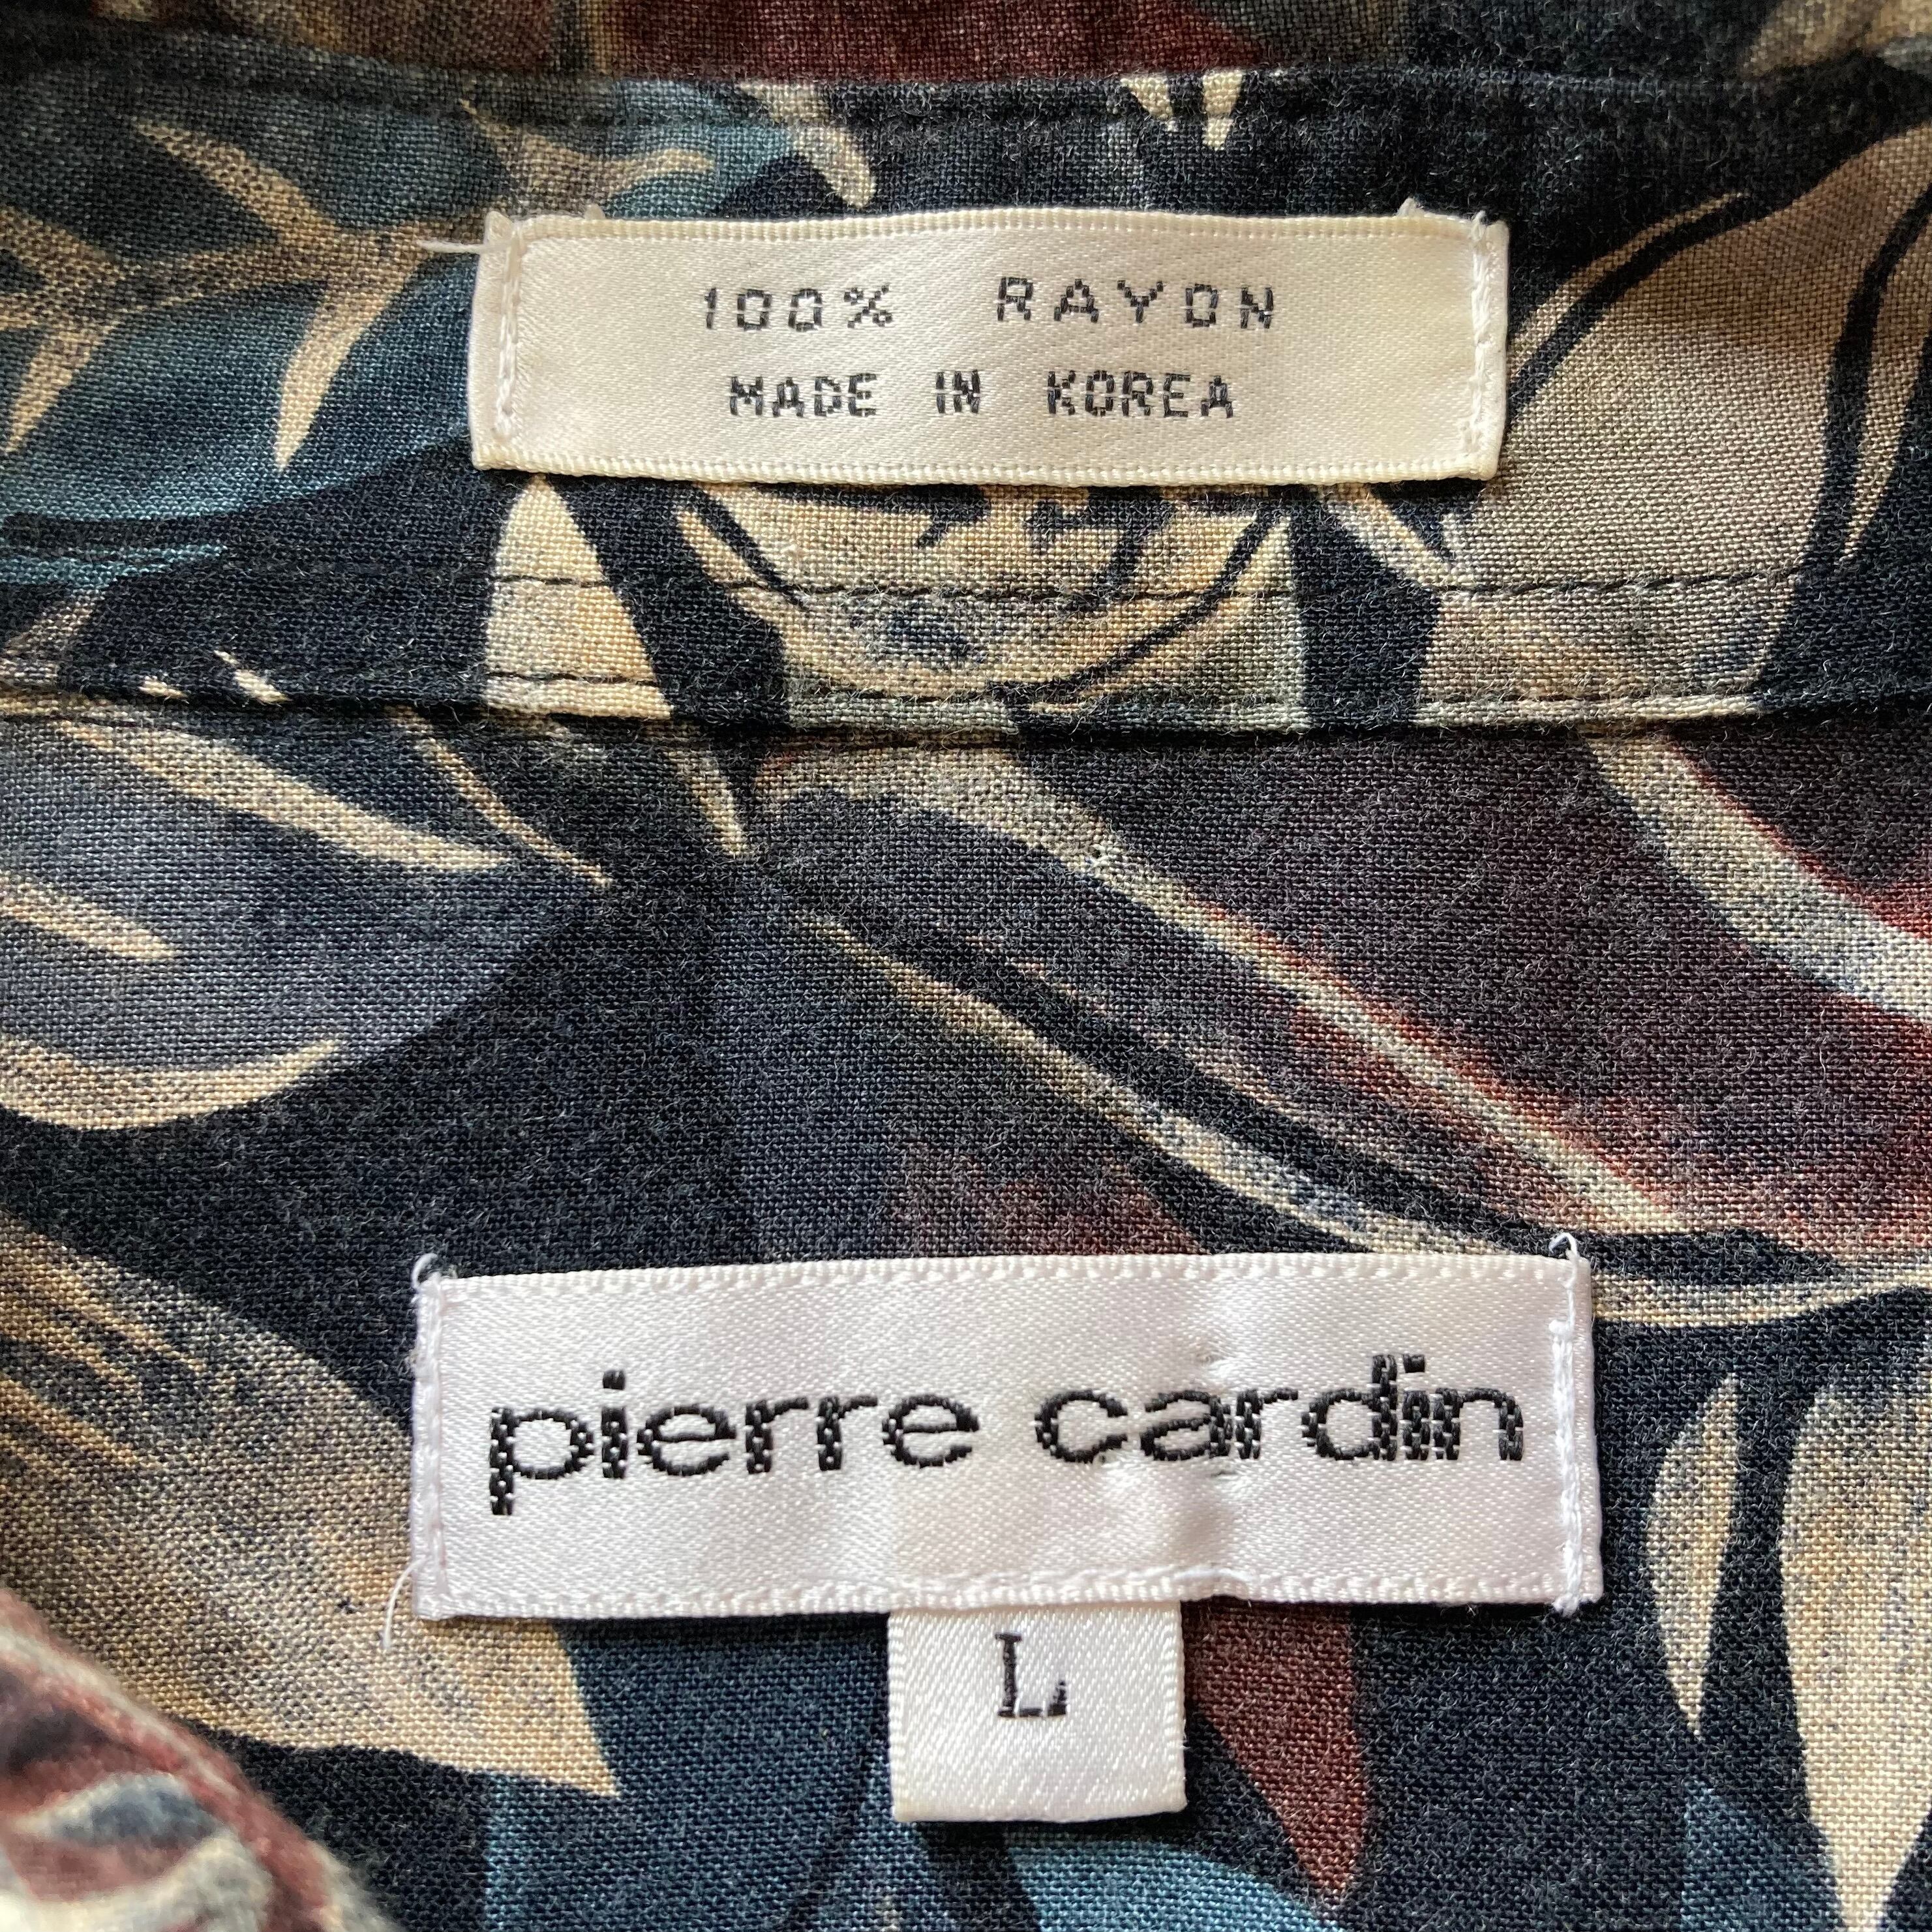 100% RAYON
MADE IN KOREA
pierre cardin
L